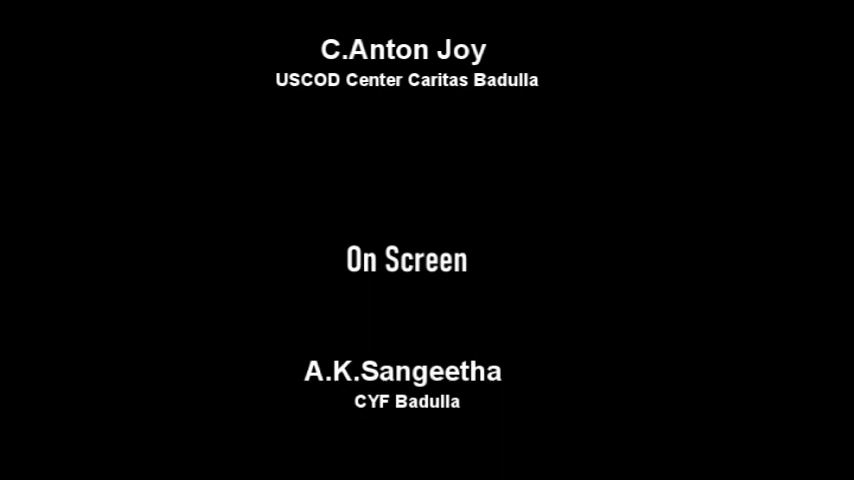 C.Anton Joy
USCOD Center Caritas Badulla
On Screen
A.K.Sangeetha
CYF Badulla